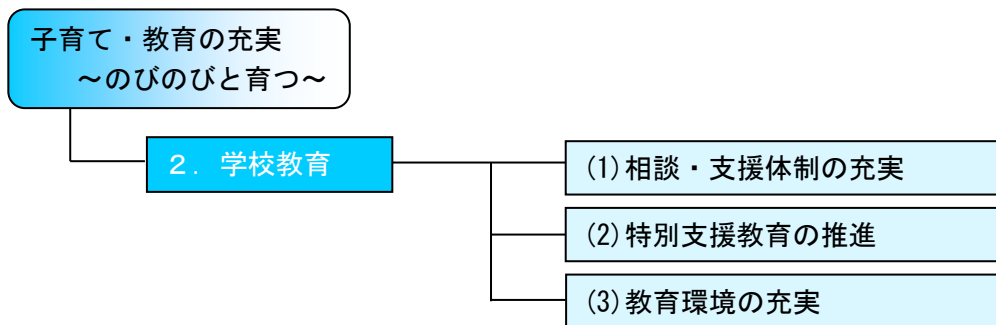 子育て・教育の充実
～のびのびと育つ～
２．学校教育
(1)相談・支援体制の充実
(2)特別支援教育の推進
(3)教育環境の充実